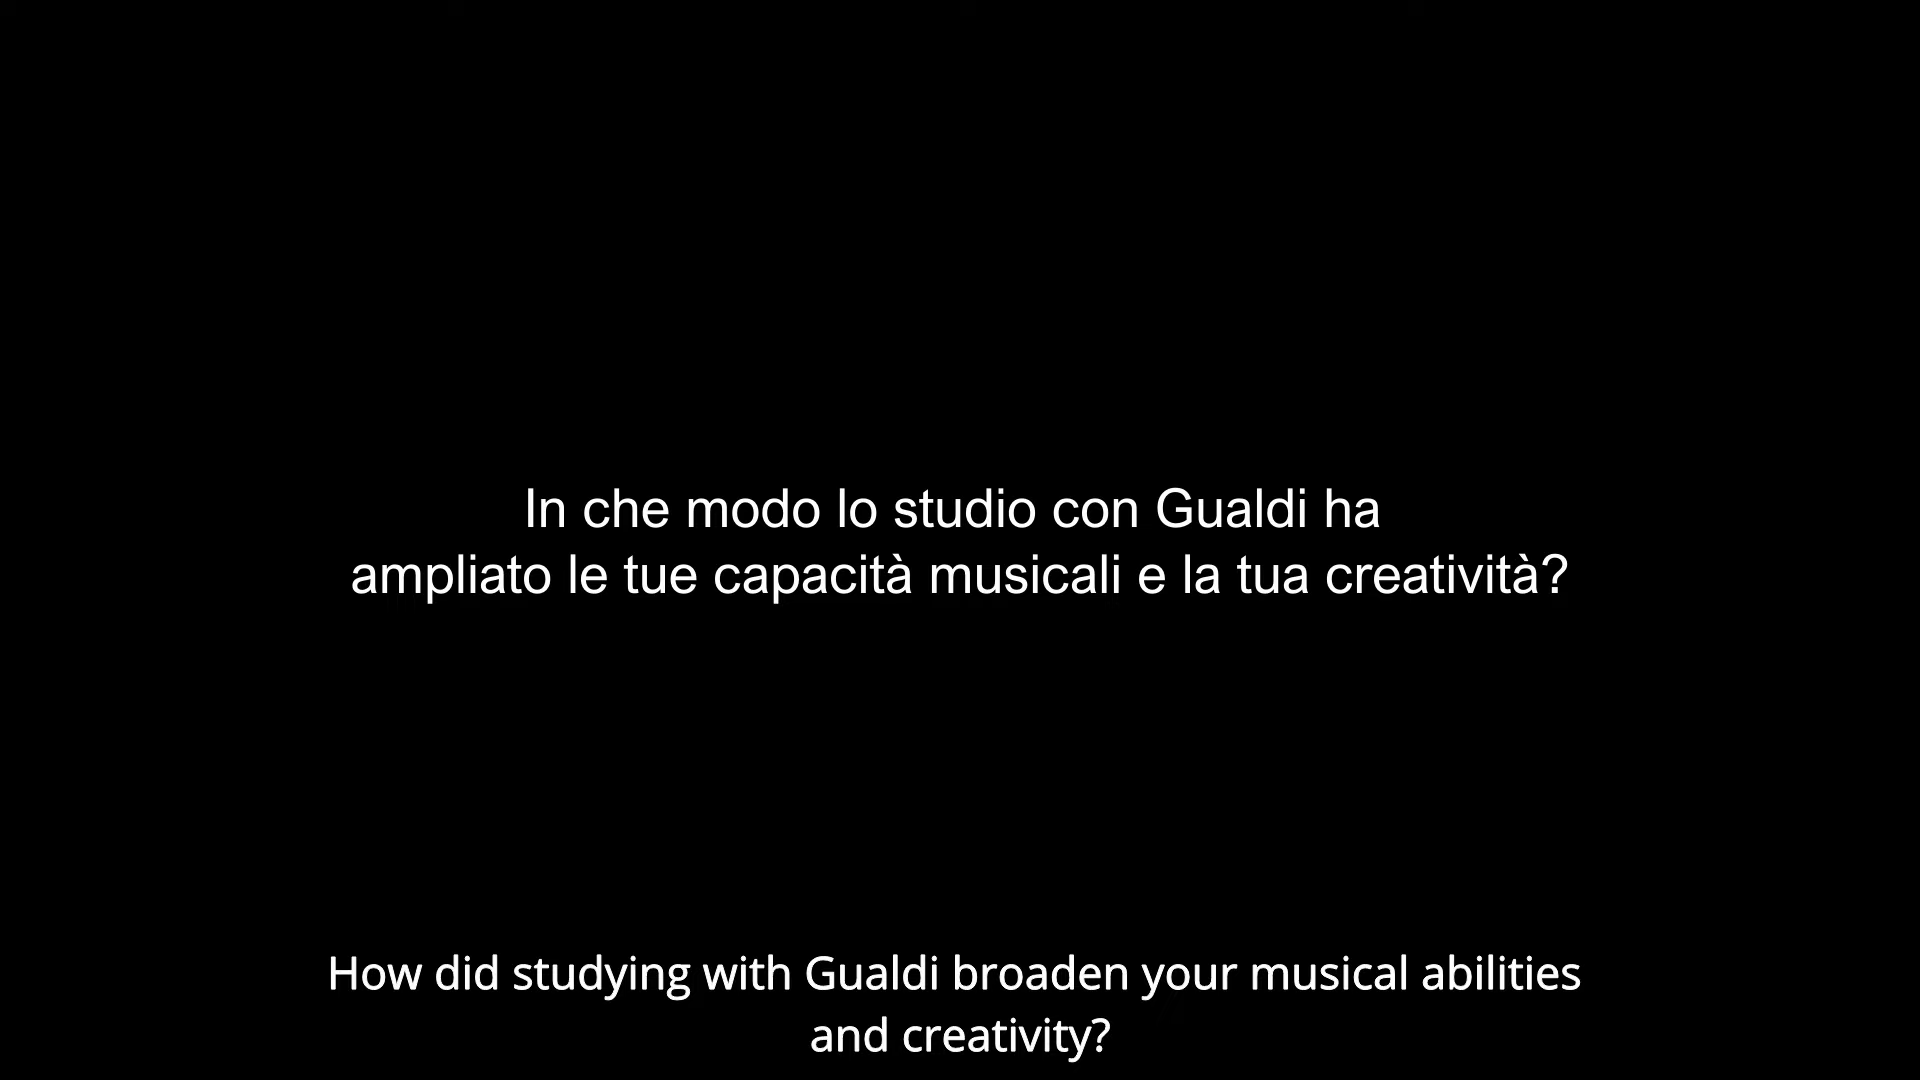 In che modo lo studio con Gualdi ha
ampliato le tue capacità musicali e la tua creatività?
How did studying with Gualdi broaden your musical abilities
and creativity?